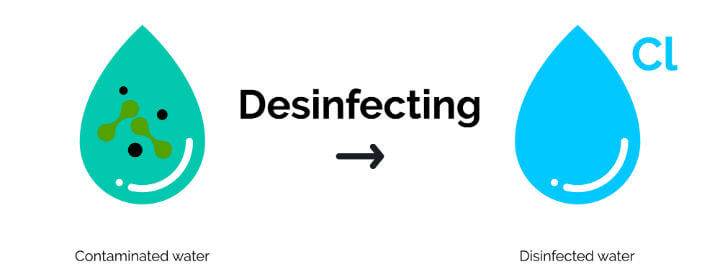 Cl
Desinfecting
Contaminated water
Disinfected water